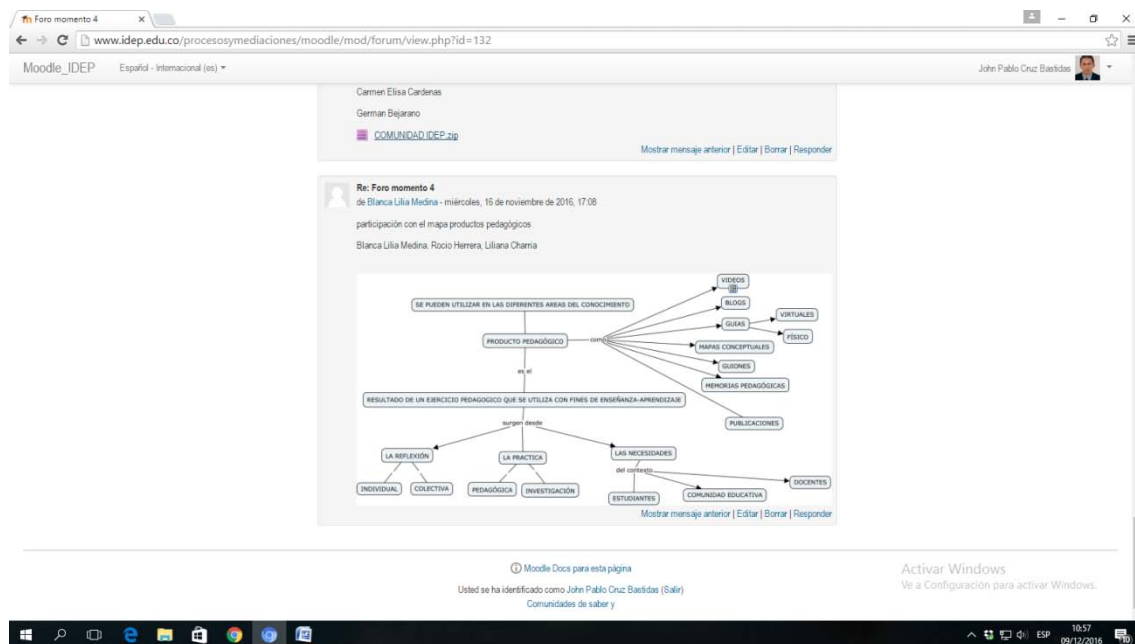 Foro momento 4
www.idep.edu.co/procesosymediaciones/moodle/mod/forum/view.php?id=132
Moodle_IDEP
Español - Internacional (es)
John Pablo Cruz Bastidas
Carmen Elisa Cardenas
German Bejarano
COMUNIDAD IDEP.zip
Mostrar mensaje anterior | Editar | Borrar | Responder
Re: Foro momento 4
de Blanca Lilia Medina - miércoles, 16 de noviembre de 2016, 17:08
participación con el mapa productos pedagógicos
Blanca Lilia Medina. Rocio Herrera, Liliana Charria
SE PUEDEN UTILIZAR EN LAS DIFERENTES AREAS DEL CONOCIMIENTO
PRODUCTO PEDAGÓGICO
como
VIDEOS
BLOGS
GUIAS
VIRTUALES
FÍSICO
MAPAS CONCEPTUALES
GUIONES
MEMORIAS PEDAGÓGICAS
PUBLICACIONES
es el
RESULTADO DE UN EJERCICIO PEDAGOGICO QUE SE UTILIZA CON FINES DE ENSEÑANZA-APRENDIZAJE
surgen desde
LA REFLEXIÓN
LA PRACTICA
LAS NECESIDADES
INDIVIDUAL
COLECTIVA
PEDAGÓGICA
INVESTIGACIÓN
del contexto
ESTUDIANTES
COMUNIDAD EDUCATIVA
DOCENTES
Mostrar mensaje anterior | Editar | Borrar | Responder
Moodle Docs para esta página
Usted se ha identificado como John Pablo Cruz Bastidas (Salir)
Comunidades de saber y
Activar Windows
Ve a Configuración para activar Windows.
ESP
10:57
09/12/2016